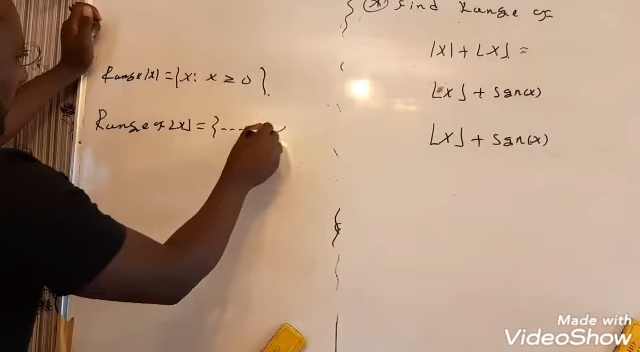 Range |x| = {x: x ≥ 0}.
Range of ⌊x⌋ = {-----
* Find Range of
|x| + ⌊x⌋ =
⌊x⌋ + Sgn(x)
⌊x⌋ + Sgn(x)
Made with
VideoShow